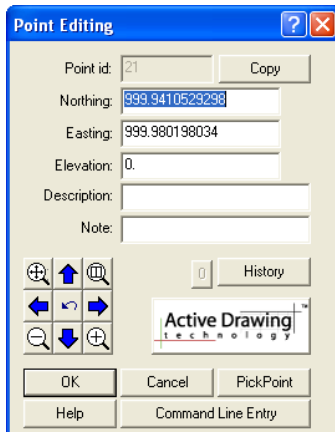 Point Editing
Point id: 21 Copy
Northing: 999.9410529298
Easting: 999.980198034
Elevation: 0.
Description:
Note:
0 History
Active Drawing™
technology
OK Cancel PickPoint
Help Command Line Entry